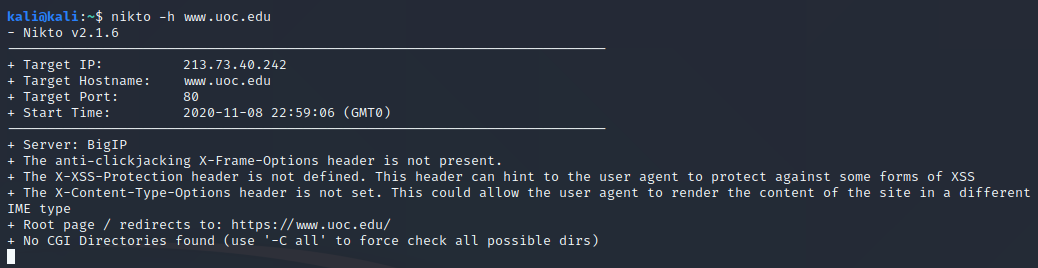 kali@kali:~$ nikto -h www.uoc.edu
- Nikto v2.1.6
---------------------------------------------------------------------------
+ Target IP:          213.73.40.242
+ Target Hostname:    www.uoc.edu
+ Target Port:        80
+ Start Time:         2020-11-08 22:59:06 (GMT0)
---------------------------------------------------------------------------
+ Server: BigIP
+ The anti-clickjacking X-Frame-Options header is not present.
+ The X-XSS-Protection header is not defined. This header can hint to the user agent to protect against some forms of XSS
+ The X-Content-Type-Options header is not set. This could allow the user agent to render the content of the site in a different
IME type
+ Root page / redirects to: https://www.uoc.edu/
+ No CGI Directories found (use '-C all' to force check all possible dirs)